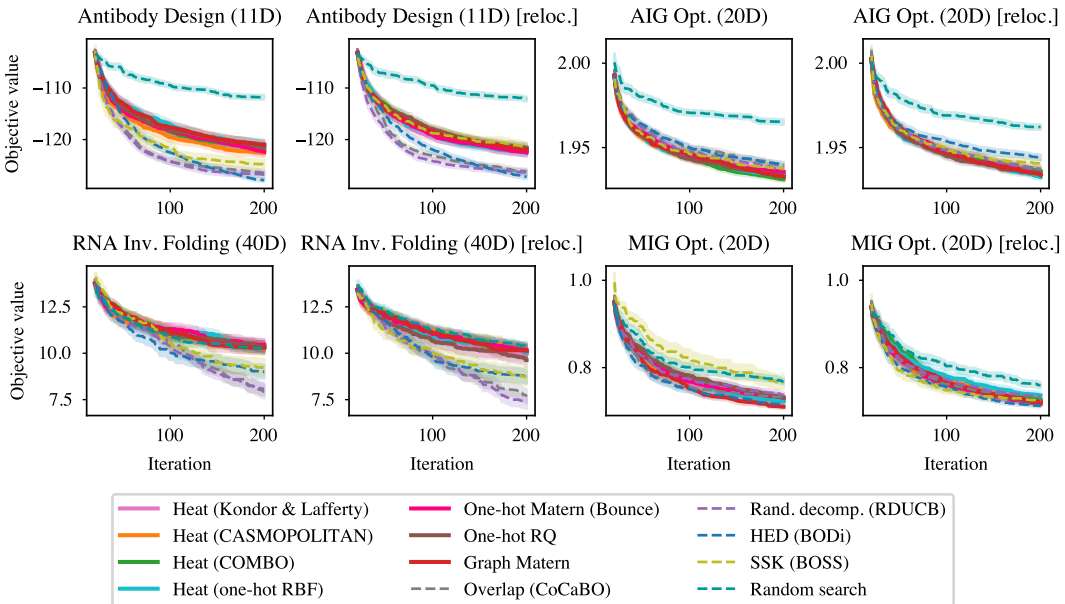 Antibody Design (11D)
Antibody Design (11D) [reloc.]
AIG Opt. (20D)
AIG Opt. (20D) [reloc.]
Objective value
−110
−120
100
200
−110
−120
100
200
2.00
1.95
100
200
2.00
1.95
100
200
RNA Inv. Folding (40D)
RNA Inv. Folding (40D) [reloc.]
MIG Opt. (20D)
MIG Opt. (20D) [reloc.]
Objective value
12.5
10.0
7.5
100
200
12.5
10.0
7.5
100
200
1.0
0.8
100
200
1.0
0.8
100
200
Iteration
Iteration
Iteration
Iteration
Heat (Kondor & Lafferty)
Heat (CASMOPOLITAN)
Heat (COMBO)
Heat (one-hot RBF)
One-hot Matern (Bounce)
One-hot RQ
Graph Matern
Overlap (CoCaBO)
Rand. decomp. (RDUCB)
HED (BODi)
SSK (BOSS)
Random search